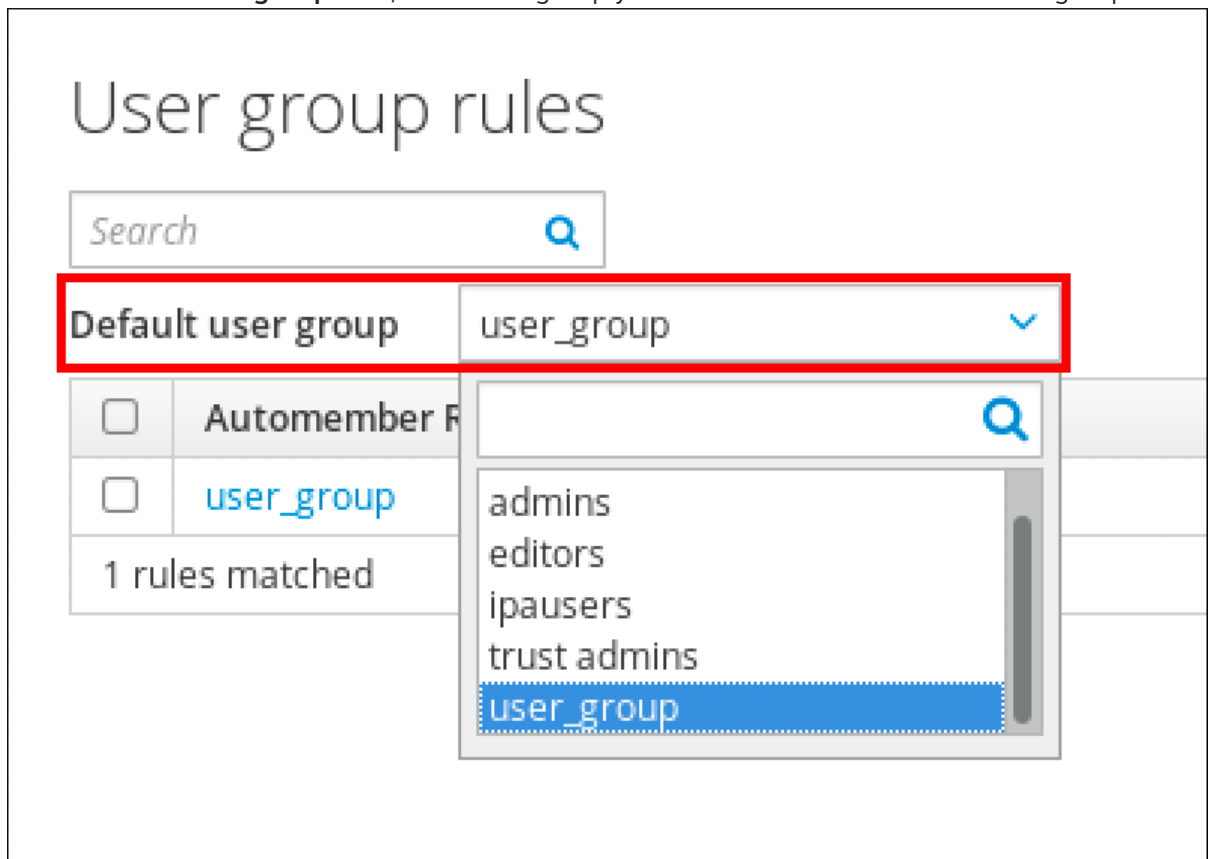 User group rules
Search
Default user group user_group
Automember R
user_group
1 rules matched
admins
editors
ipausers
trust admins
user_group